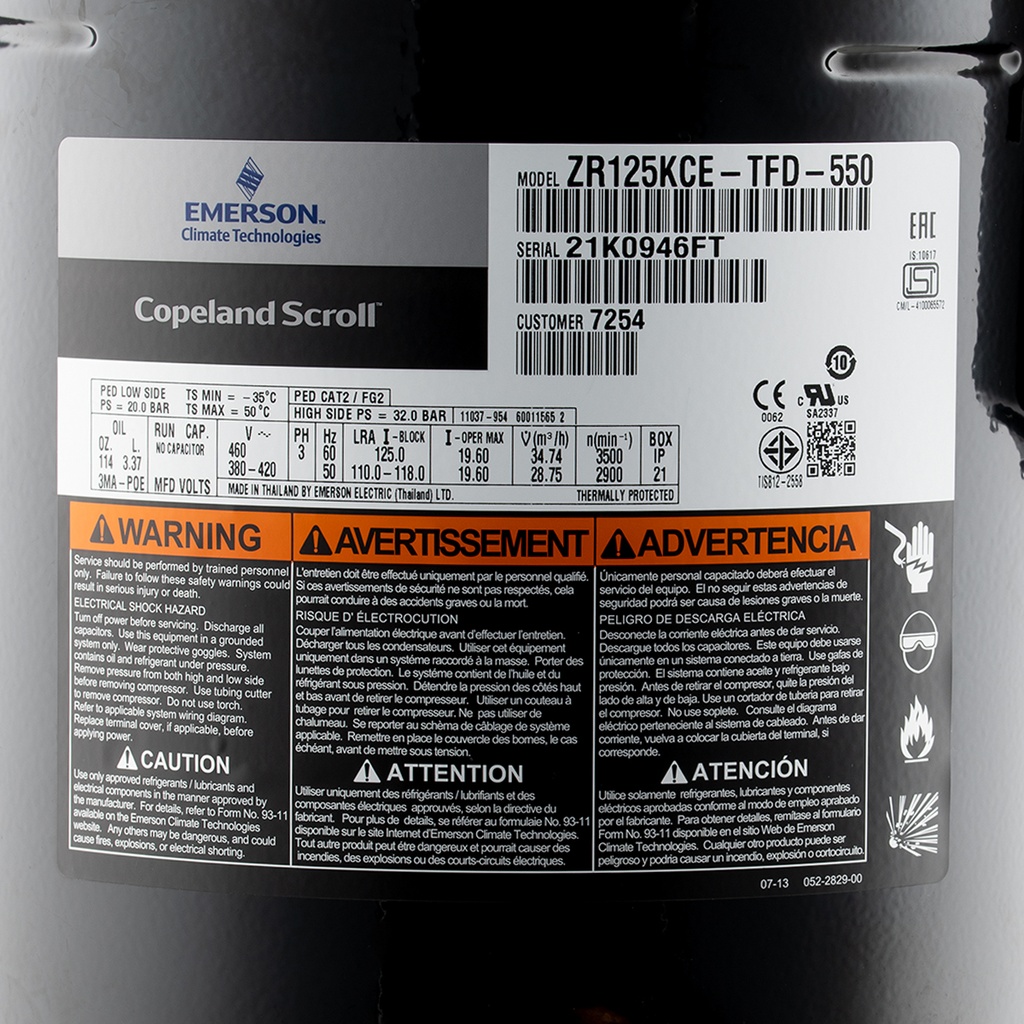 EMERSON™
Climate Technologies
Copeland Scroll™
MODEL ZR125KCE-TFD-550
SERIAL 21K0946FT
CUSTOMER 7254
EAC
IS:10617
ISI
CM/L-4100065572
10
CE
0062
c UR US
SA2337
TIS812-2558
PED LOW SIDE TS MIN = -35°C PED CAT2 / FG2
PS = 20.0 BAR TS MAX = 50°C HIGH SIDE PS = 32.0 BAR 11037-954 60011565 2
OIL RUN CAP. V PH Hz LRA I-BLOCK I-OPER MAX V̇(m³/h) n(min⁻¹) BOX
OZ. L. NO CAPACITOR 460 3 60 125.0 19.60 34.74 3500 IP
114 3.37 380-420 50 110.0-118.0 19.60 28.75 2900 21
3MA-POE MFD VOLTS MADE IN THAILAND BY EMERSON ELECTRIC (Thailand) LTD. THERMALLY PROTECTED
WARNING
Service should be performed by trained personnel
only. Failure to follow these safety warnings could
result in serious injury or death.
ELECTRICAL SHOCK HAZARD
Turn off power before servicing. Discharge all
capacitors. Use this equipment in a grounded
system only. Wear protective goggles. System
contains oil and refrigerant under pressure.
Remove pressure from both high and low side
before removing compressor. Use tubing cutter
to remove compressor. Do not use torch.
Refer to applicable system wiring diagram.
Replace terminal cover, if applicable, before
applying power.
CAUTION
Use only approved refrigerants / lubricants and
electrical components in the manner approved by
the manufacturer. For details, refer to Form No. 93-11
available on the Emerson Climate Technologies
website. Any others may be dangerous, and could
cause fires, explosions, or electrical shorting.
AVERTISSEMENT
L'entretien doit être effectué uniquement par le personnel qualifié.
Si ces avertissements de sécurité ne sont pas respectés, cela
pourrait conduire à des accidents graves ou la mort.
RISQUE D' ÉLECTROCUTION
Couper l'alimentation électrique avant d'effectuer l'entretien.
Décharger tous les condensateurs. Utiliser cet équipement
uniquement dans un système raccordé à la masse. Porter des
lunettes de protection. Le système contient de l'huile et du
réfrigérant sous pression. Détendre la pression des côtés haut
et bas avant de retirer le compresseur. Utiliser un couteau à
tubage pour retirer le compresseur. Ne pas utiliser de
chalumeau. Se reporter au schéma de câblage de système
applicable. Remettre en place le couvercle des bornes, le cas
échéant, avant de mettre sous tension.
ATTENTION
Utiliser uniquement des réfrigérants / lubrifiants et des
composantes électriques approuvés, selon la directive du
fabricant. Pour plus de détails, se référer au formulaie No. 93-11
disponible sur le site Internet d'Emerson Climate Technologies.
Tout autre produit peut être dangereux et pourrait causer des
incendies, des explosions ou des courts-circuits électriques.
ADVERTENCIA
Únicamente personal capacitado deberá efectuar el
servicio del equipo. El no seguir estas advertencias de
seguridad podrá ser causa de lesiones graves o la muerte.
PELIGRO DE DESCARGA ELÉCTRICA
Desconecte la corriente eléctrica antes de dar servicio.
Descargue todos los capacitores. Este equipo debe usarse
únicamente en un sistema conectado a tierra. Use gafas de
protección. El sistema contiene aceite y refrigerante bajo
presión. Antes de retirar el compresor, quite la presión del
lado de alta y de baja. Use un cortador de tubería para retirar
el compresor. No use soplete. Consulte el diagrama
eléctrico perteneciente al sistema de cableado. Antes de dar
corriente, vuelva a colocar la cubierta del terminal, si
corresponde.
ATENCIÓN
Utilice solamente refrigerantes, lubricantes y componentes
eléctricos aprobados conforme al modo de empleo aprobado
por el fabricante. Para obtener detalles, remítase al formulario
Form No. 93-11 disponible en el sitio Web de Emerson
Climate Technologies. Cualquier otro producto puede ser
peligroso y podría causar un incendio, explosión o cortocircuito.
07-13 052-2829-00